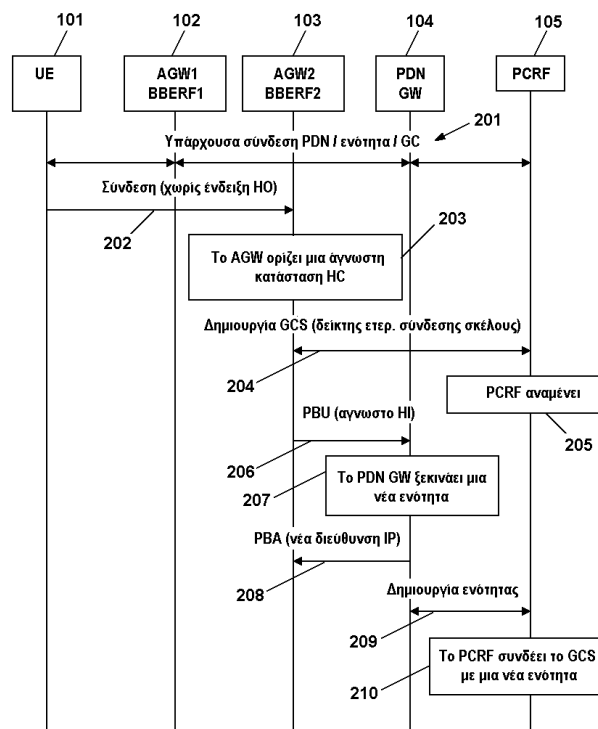 101
102
103
104
105
UE
AGW1
BBERF1
AGW2
BBERF2
PDN
GW
PCRF
Υπάρχουσα σύνδεση PDN / ενότητα / GC
201
Σύνδεση (χωρίς ένδειξη HO)
202
203
Το AGW ορίζει μια άγνωστη
κατάσταση HC
Δημιουργία GCS (δείκτης ετερ. σύνδεσης σκέλους)
204
PCRF αναμένει
205
PBU (αγνωστο HI)
206
207
Το PDN GW ξεκινάει μια
νέα ενότητα
PBA (νέα διεύθυνση IP)
208
Δημιουργία ενότητας
209
Το PCRF συνδέει το GCS
με μια νέα ενότητα
210